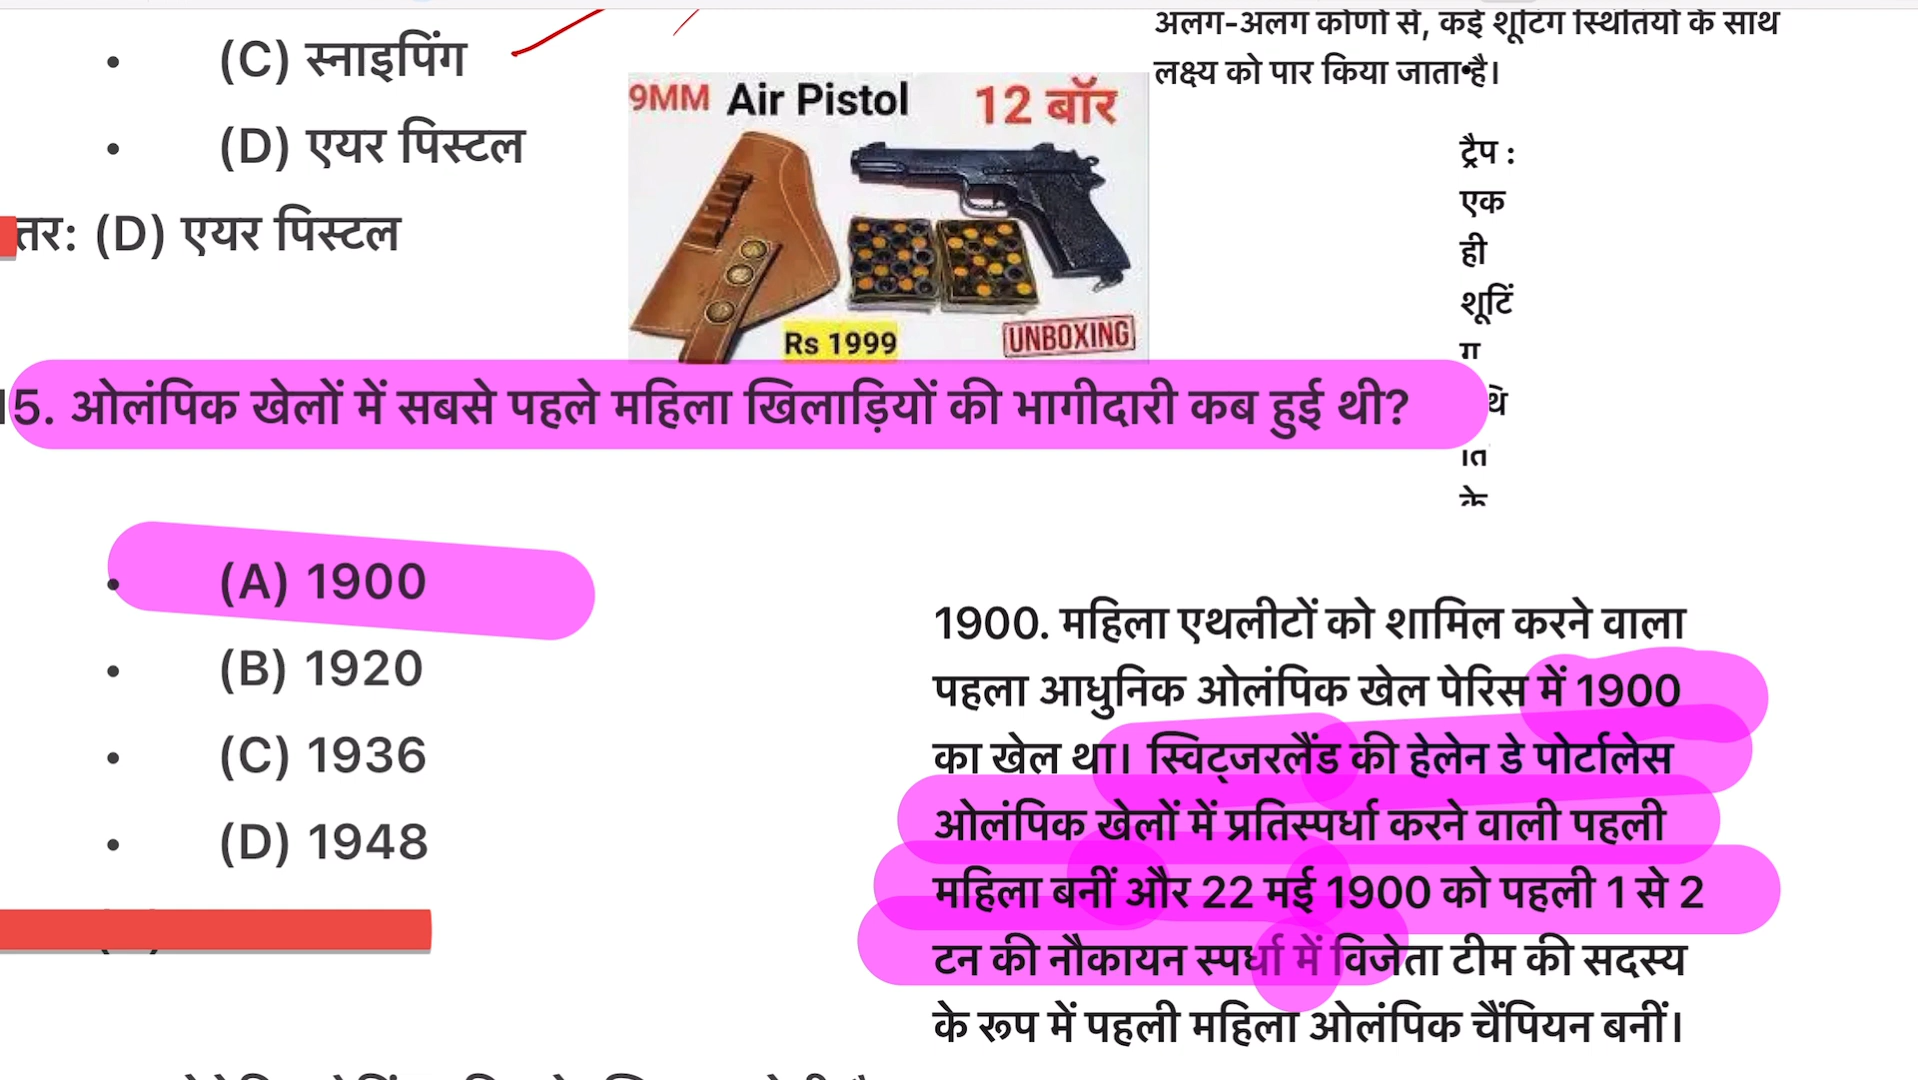 अलग-अलग कोणों से, कई शूटिंग स्थितियों के साथ
लक्ष्य को पार किया जाता है।
(C) स्नाइपिंग
(D) एयर पिस्टल
तर: (D) एयर पिस्टल
9MM Air Pistol 12 बॉर
Rs 1999
UNBOXING
ट्रैप :
एक
ही
शूटिं
ग
थि
ति
के
15. ओलंपिक खेलों में सबसे पहले महिला खिलाड़ियों की भागीदारी कब हुई थी?
(A) 1900
(B) 1920
(C) 1936
(D) 1948
1900. महिला एथलीटों को शामिल करने वाला
पहला आधुनिक ओलंपिक खेल पेरिस में 1900
का खेल था। स्विट्जरलैंड की हेलेन डे पोर्टालेस
ओलंपिक खेलों में प्रतिस्पर्धा करने वाली पहली
महिला बनीं और 22 मई 1900 को पहली 1 से 2
टन की नौकायन स्पर्धा में विजेता टीम की सदस्य
के रूप में पहली महिला ओलंपिक चैंपियन बनीं।